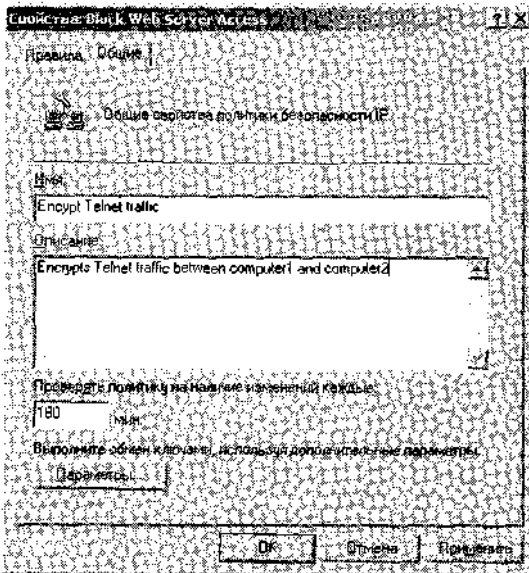 Свойства: Block Web Server Access
? X
Правила Общие
Общие свойства политики безопасности IP
Имя:
Encrypt Telnet traffic
Описание:
Encrypts Telnet traffic between computer1 and computer2
Проверять политику на наличие изменений каждые:
180 мин.
Выполните обмен ключами, используя дополнительные параметры:
Параметры...
OK Отмена Применить